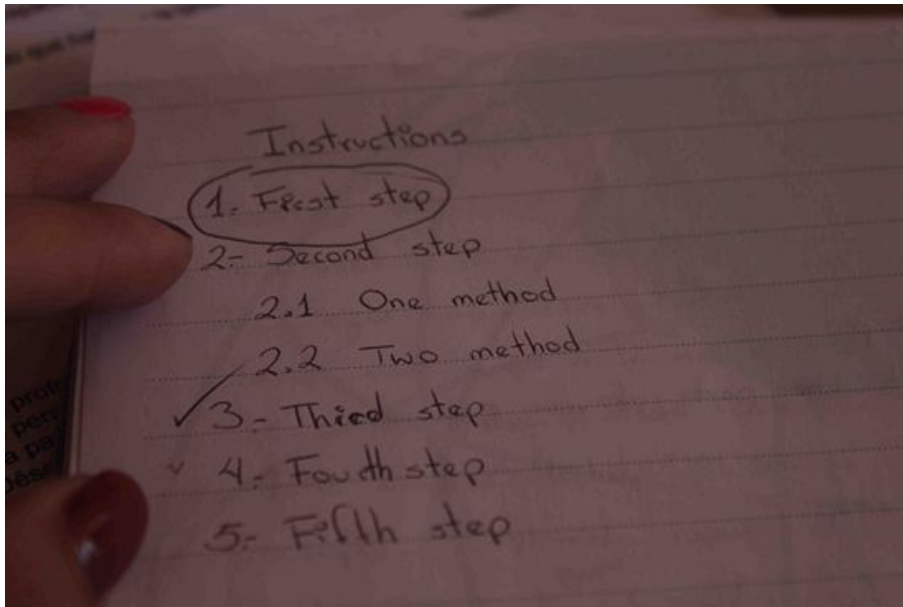 Instructions
1. First step
2- Second step
2.1 One method
2.2 Two method
3- Third step
4- Fouth step
5- Fifth step